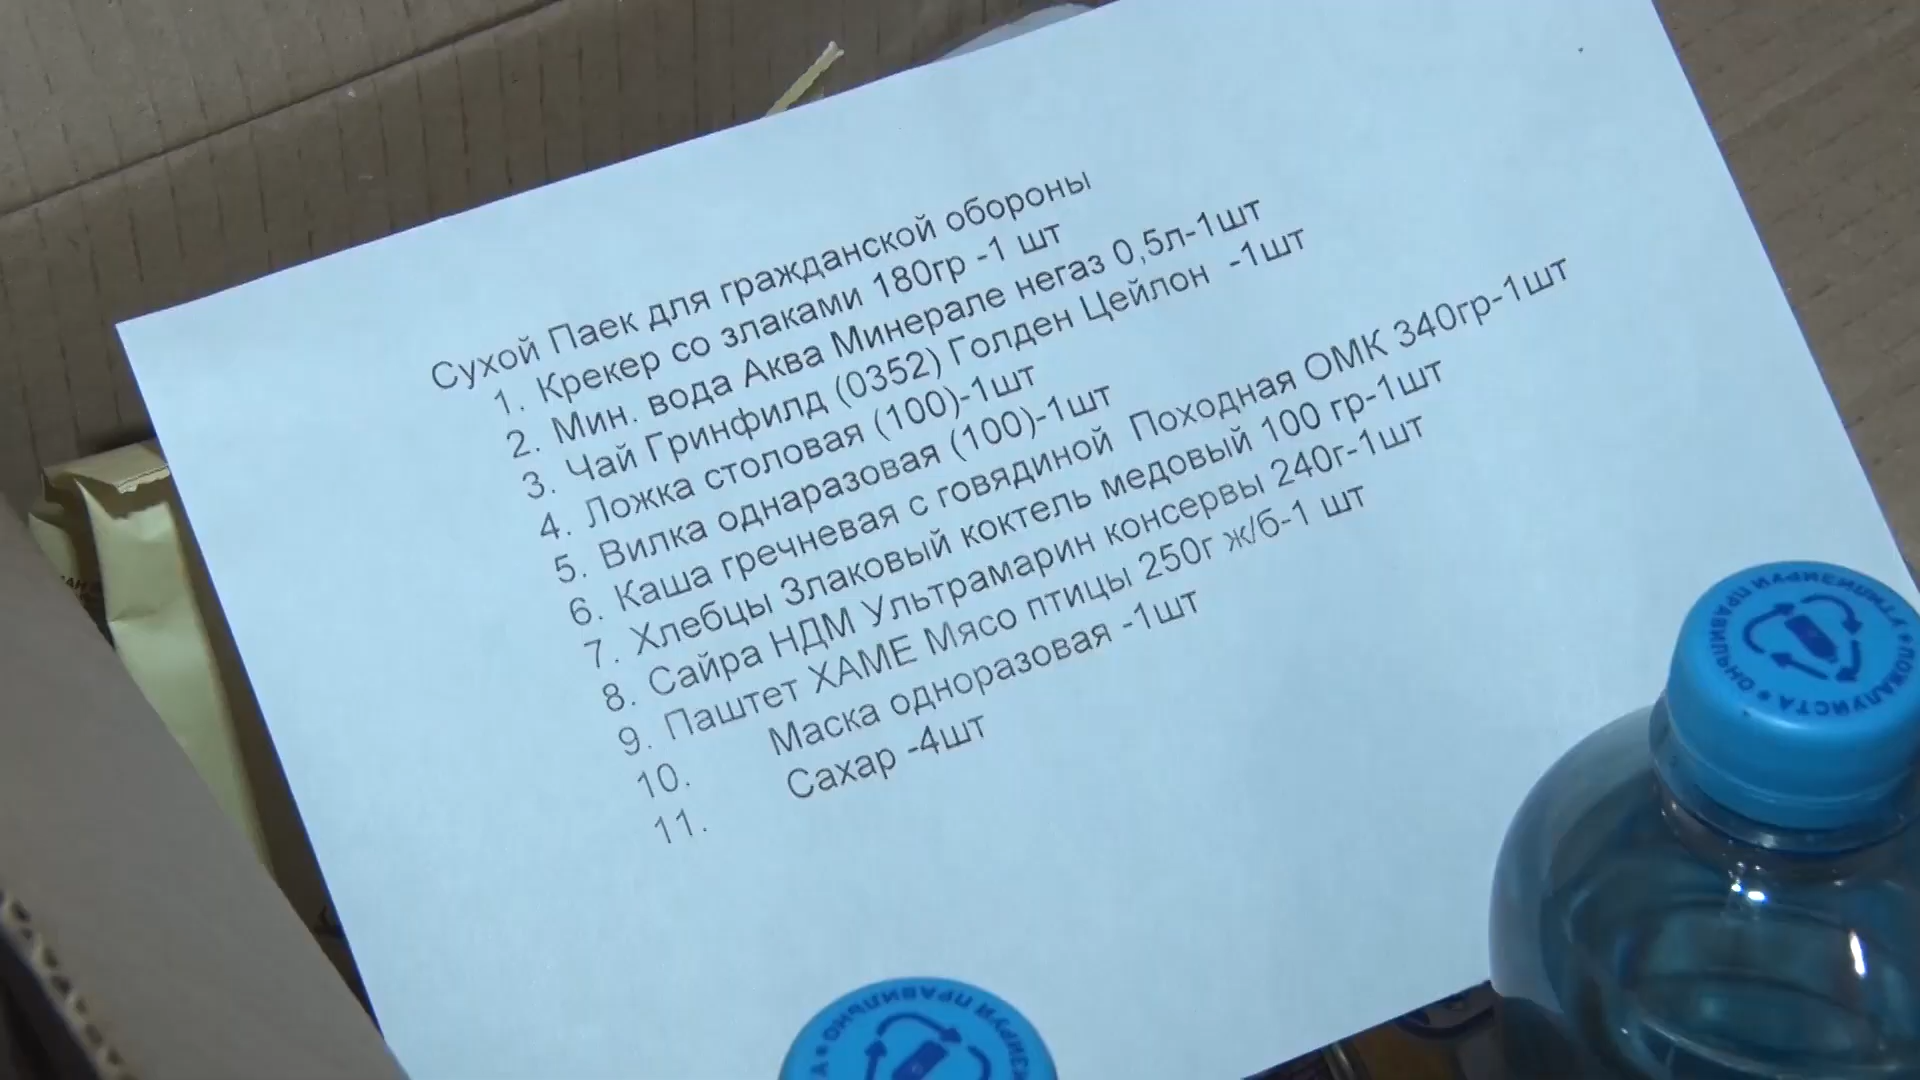 Сухой Паек для гражданской обороны
1. Крекер со злаками 180гр -1 шт
2. Мин. вода Аква Минерале негаз 0,5л-1шт
3. Чай Гринфилд (0352) Голден Цейлон -1шт
4. Ложка столовая (100)-1шт
5. Вилка однаразовая (100)-1шт
6. Каша гречневая с говядиной Походная ОМК 340гр-1шт
7. Хлебцы Злаковый коктель медовый 100 гр-1шт
8. Сайра НДМ Ультрамарин консервы 240г-1шт
9. Паштет ХАМЕ Мясо птицы 250г ж/б-1 шт
10. Маска одноразовая -1шт
11. Сахар -4шт
УТИЛИЗИРУЙ ПРАВИЛЬНО • ПОЖАЛУЙСТА •
ПРАВИЛЬНО •